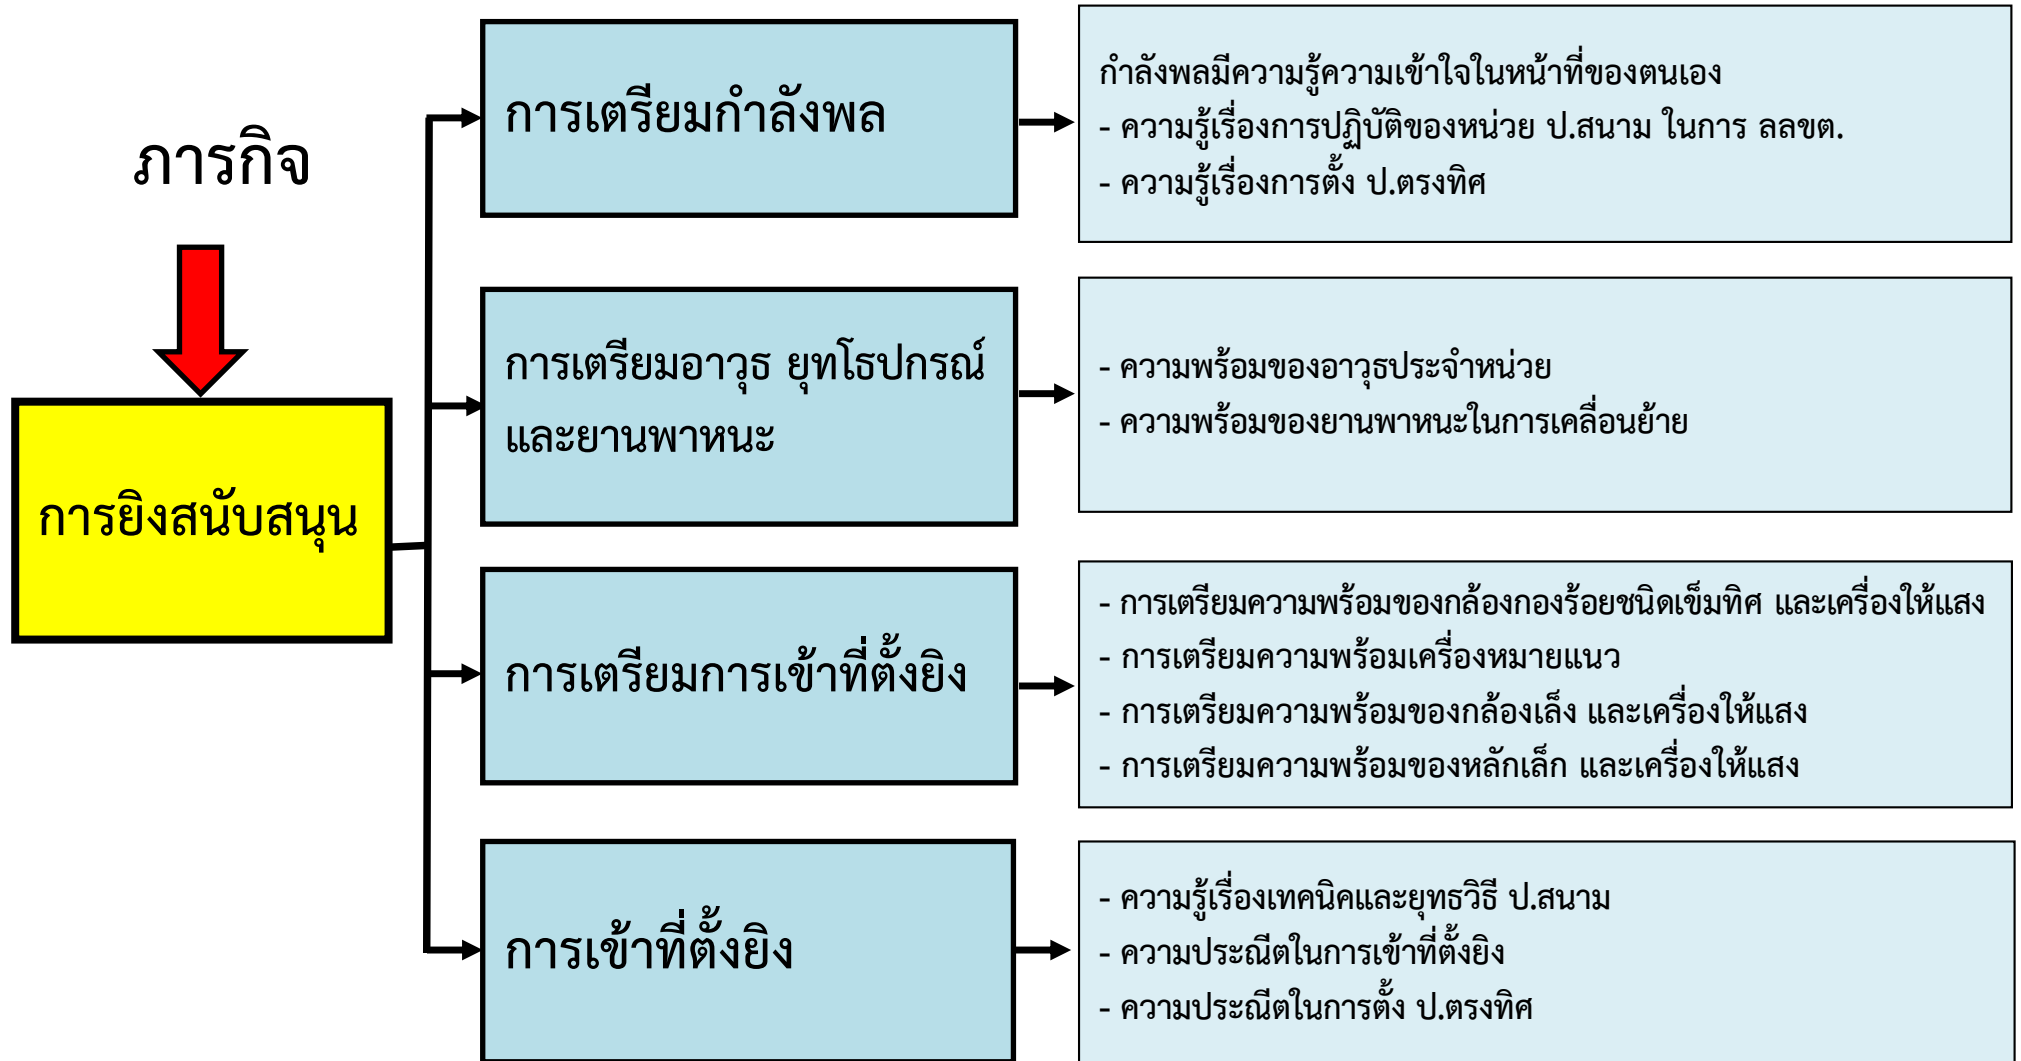 ภารกิจ
การยิงสนับสนุน
การเตรียมกำลังพล
กำลังพลมีความรู้ความเข้าใจในหน้าที่ของตนเอง
- ความรู้เรื่องการปฏิบัติของหน่วย ป.สนาม ในการ ลลขต.
- ความรู้เรื่องการตั้ง ป.ตรงทิศ
การเตรียมอาวุธ ยุทโธปกรณ์
และยานพาหนะ
- ความพร้อมของอาวุธประจำหน่วย
- ความพร้อมของยานพาหนะในการเคลื่อนย้าย
การเตรียมการเข้าที่ตั้งยิง
- การเตรียมความพร้อมของกล้องกองร้อยชนิดเข็มทิศ และเครื่องให้แสง
- การเตรียมความพร้อมเครื่องหมายแนว
- การเตรียมความพร้อมของกล้องเล็ง และเครื่องให้แสง
- การเตรียมความพร้อมของหลักเล็ก และเครื่องให้แสง
การเข้าที่ตั้งยิง
- ความรู้เรื่องเทคนิคและยุทธวิธี ป.สนาม
- ความประณีตในการเข้าที่ตั้งยิง
- ความประณีตในการตั้ง ป.ตรงทิศ